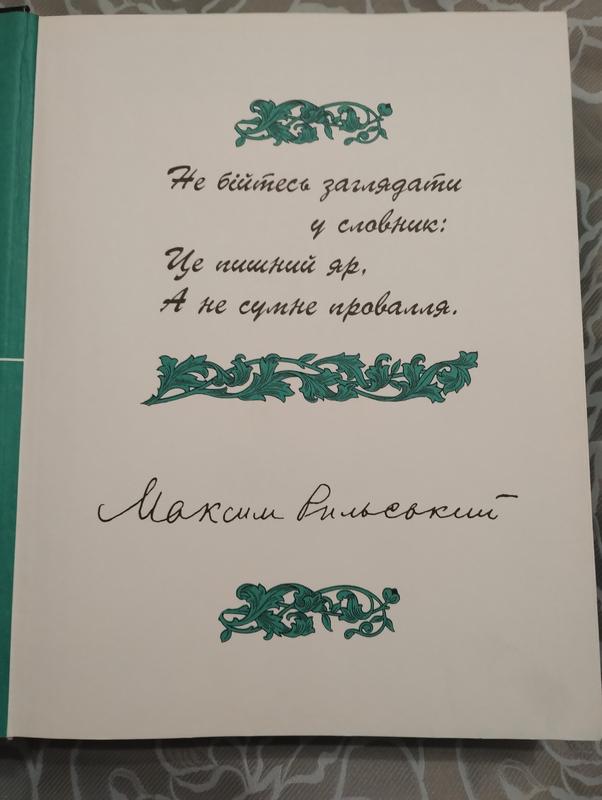 Не бійтесь заглядати
у словник:
Це пишний яр,
А не сумне провалля.
Максим Рильський